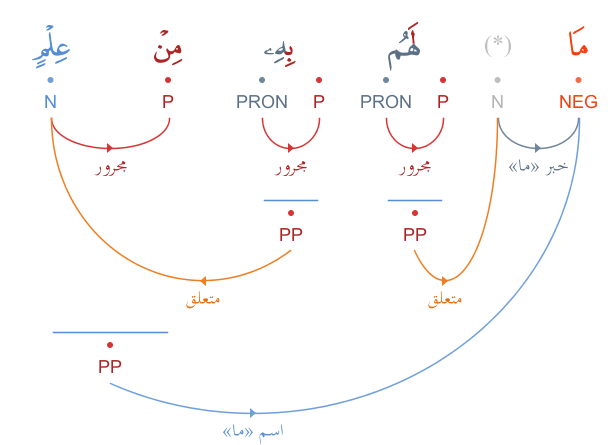 مَا (*) لَهُم بِهِۦ مِنۡ عِلۡمٍ
NEG N P PRON P PRON P N
خبر «ما» مجرور مجرور مجرور
PP PP
متعلق متعلق
PP
اسم «ما»